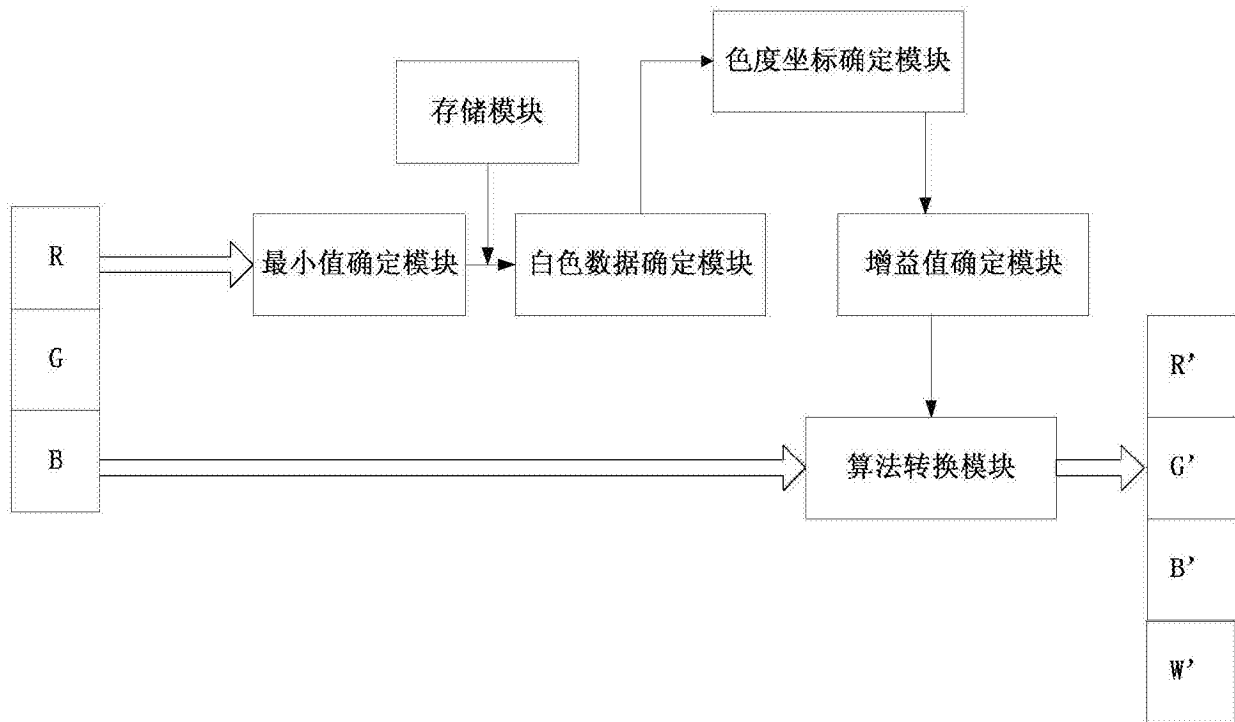 色度坐标确定模块
存储模块
R
最小值确定模块
白色数据确定模块
增益值确定模块
G
R’
B
算法转换模块
G’
B’
W’